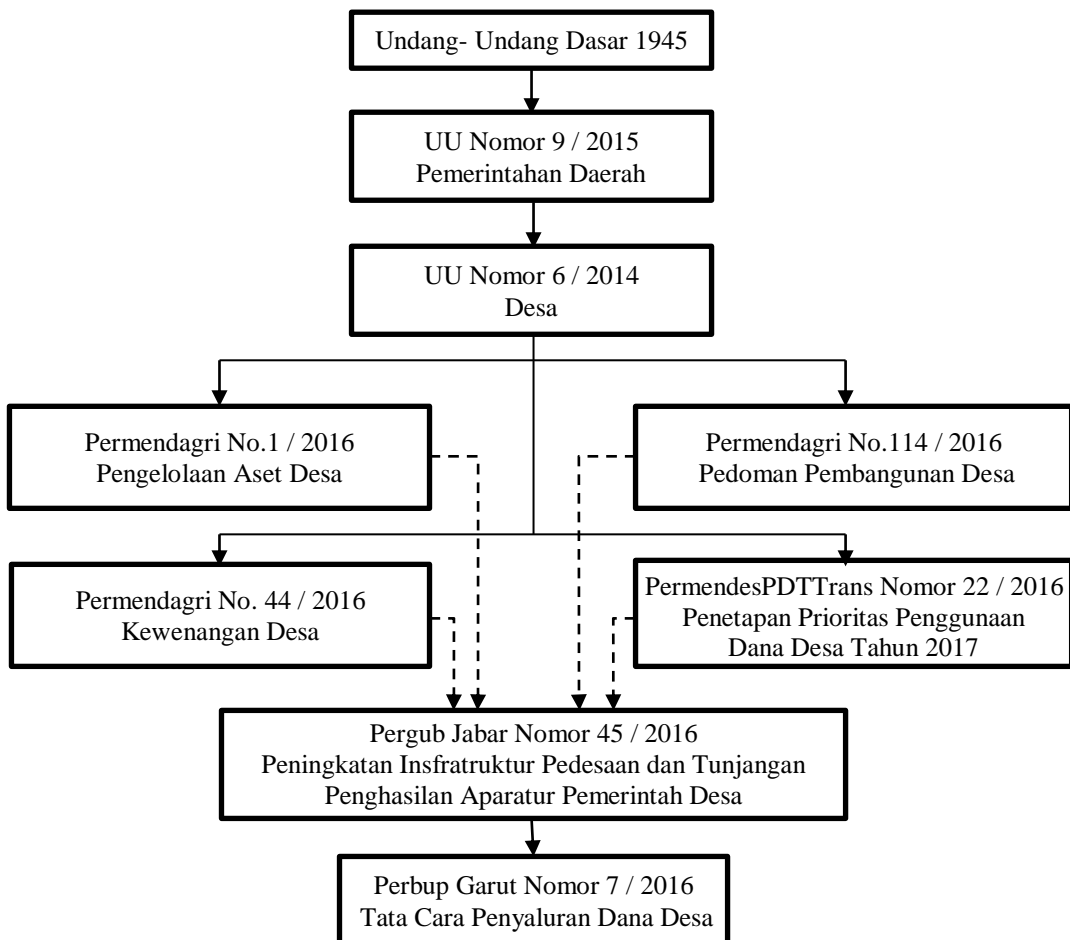 Undang- Undang Dasar 1945
UU Nomor 9 / 2015
Pemerintahan Daerah
UU Nomor 6 / 2014
Desa
Permendagri No.1 / 2016
Pengelolaan Aset Desa
Permendagri No.114 / 2016
Pedoman Pembangunan Desa
Permendagri No. 44 / 2016
Kewenangan Desa
PermendesPDTTrans Nomor 22 / 2016
Penetapan Prioritas Penggunaan
Dana Desa Tahun 2017
Pergub Jabar Nomor 45 / 2016
Peningkatan Insfratruktur Pedesaan dan Tunjangan
Penghasilan Aparatur Pemerintah Desa
Perbup Garut Nomor 7 / 2016
Tata Cara Penyaluran Dana Desa